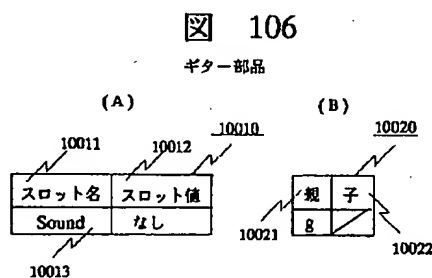 図 106
ギター部品
(A)
(B)
10011
10012
10010
10020
スロット名 スロット値
Sound なし
10013
親 子
g
10021
10022